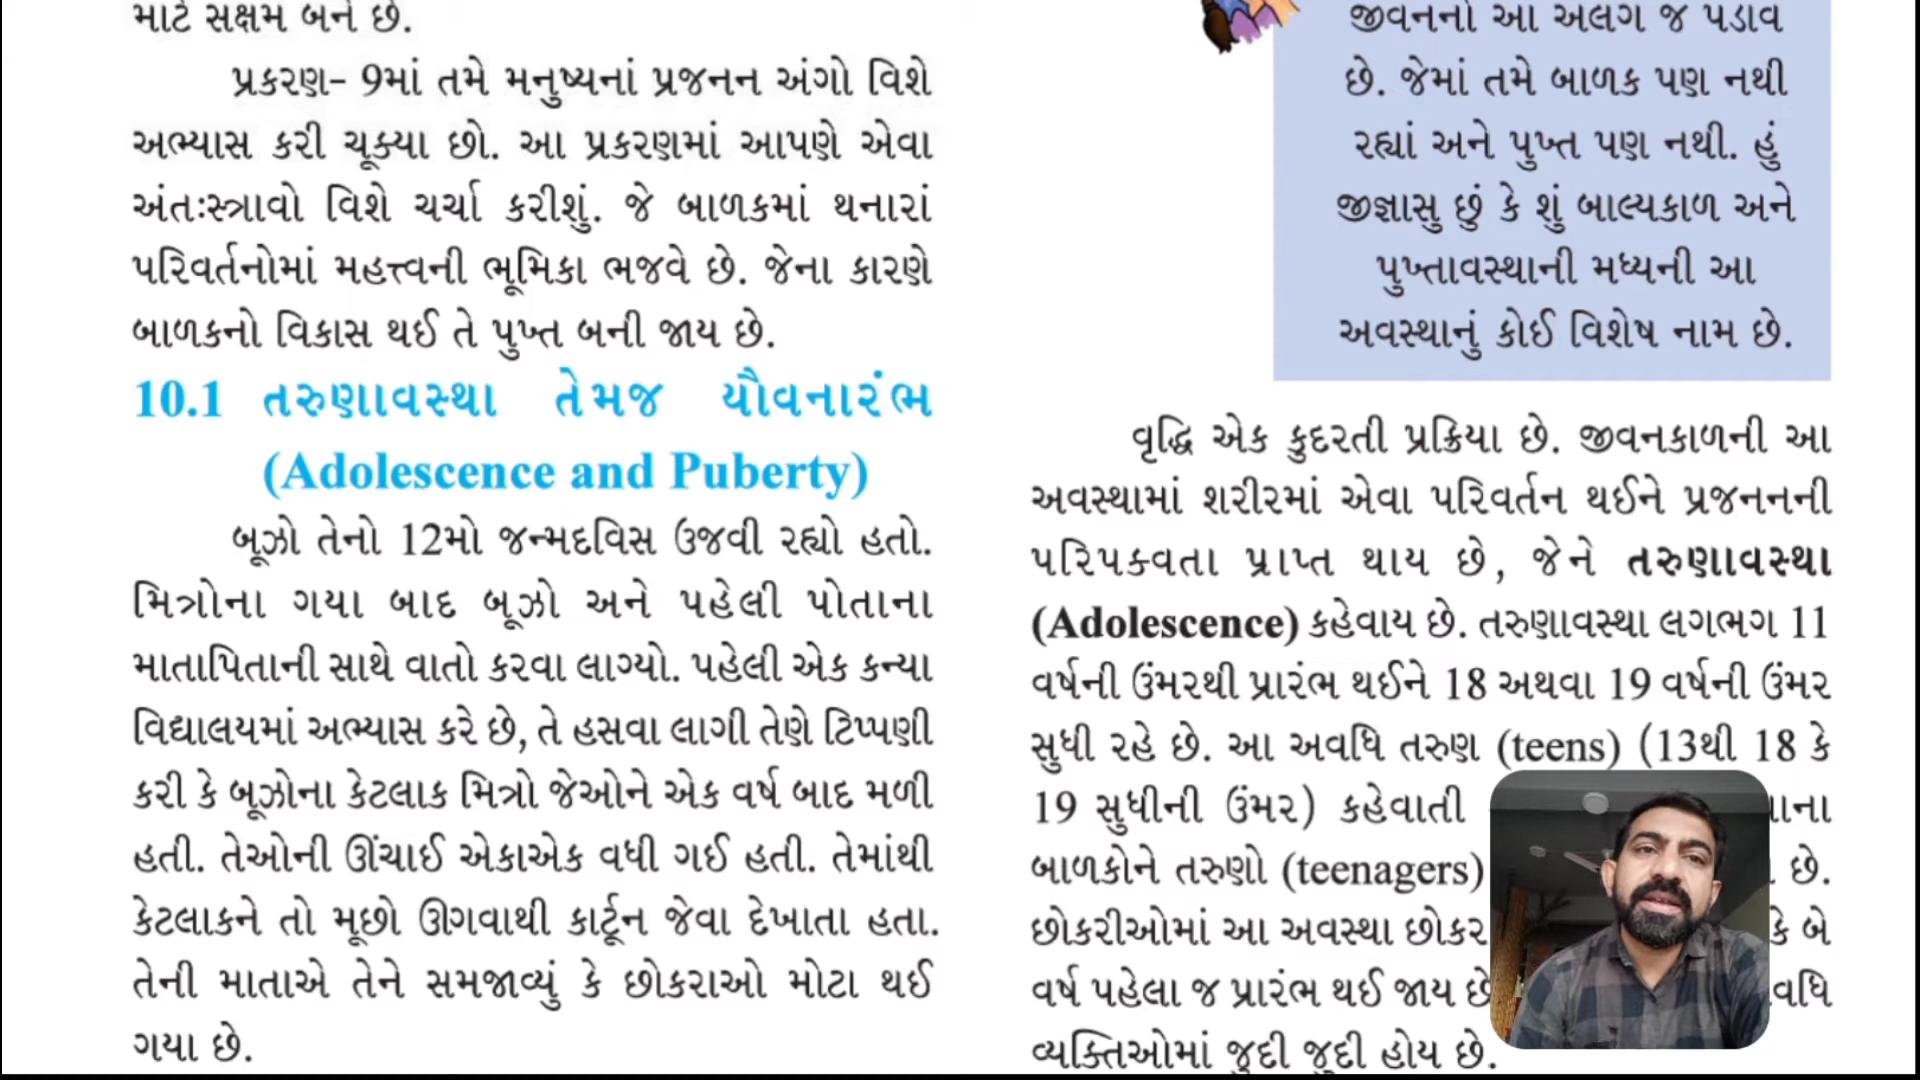 માટે સક્ષમ બને છે.
પ્રકરણ- 9માં તમે મનુષ્યનાં પ્રજનન અંગો વિશે
અભ્યાસ કરી ચૂક્યા છો. આ પ્રકરણમાં આપણે એવા
અંતઃસ્ત્રાવો વિશે ચર્ચા કરીશું. જે બાળકમાં થનારાં
પરિવર્તનોમાં મહત્ત્વની ભૂમિકા ભજવે છે. જેના કારણે
બાળકનો વિકાસ થઈ તે પુખ્ત બની જાય છે.
10.1 તરુણાવસ્થા તેમજ યૌવનારંભ
(Adolescence and Puberty)
બૂઝો તેનો 12મો જન્મદવિસ ઉજવી રહ્યો હતો.
મિત્રોના ગયા બાદ બૂઝો અને પહેલી પોતાના
માતાપિતાની સાથે વાતો કરવા લાગ્યો. પહેલી એક કન્યા
વિદ્યાલયમાં અભ્યાસ કરે છે, તે હસવા લાગી તેણે ટિપ્પણી
કરી કે બૂઝોના કેટલાક મિત્રો જેઓને એક વર્ષ બાદ મળી
હતી. તેઓની ઊંચાઈ એકાએક વધી ગઈ હતી. તેમાંથી
કેટલાકને તો મૂછો ઊગવાથી કાર્ટૂન જેવા દેખાતા હતા.
તેની માતાએ તેને સમજાવ્યું કે છોકરાઓ મોટા થઈ
ગયા છે.
જીવનનો આ અલગ જ પડાવ
છે. જેમાં તમે બાળક પણ નથી
રહ્યાં અને પુખ્ત પણ નથી. હું
જીજ્ઞાસુ છું કે શું બાલ્યકાળ અને
પુખ્તાવસ્થાની મધ્યની આ
અવસ્થાનું કોઈ વિશેષ નામ છે.
વૃદ્ધિ એક કુદરતી પ્રક્રિયા છે. જીવનકાળની આ
અવસ્થામાં શરીરમાં એવા પરિવર્તન થઈને પ્રજનનની
પરિપક્વતા પ્રાપ્ત થાય છે, જેને તરુણાવસ્થા
(Adolescence) કહેવાય છે. તરુણાવસ્થા લગભગ 11
વર્ષની ઉંમરથી પ્રારંભ થઈને 18 અથવા 19 વર્ષની ઉંમર
સુધી રહે છે. આ અવધિ તરુણ (teens) (13થી 18 કે
19 સુધીની ઉંમર) કહેવાતી
બાળકોને તરુણો (teenagers) છે.
છોકરીઓમાં આ અવસ્થા છોકર કે બે
વર્ષ પહેલા જ પ્રારંભ થઈ જાય છે
વ્યક્તિઓમાં જુદી જુદી હોય છે.